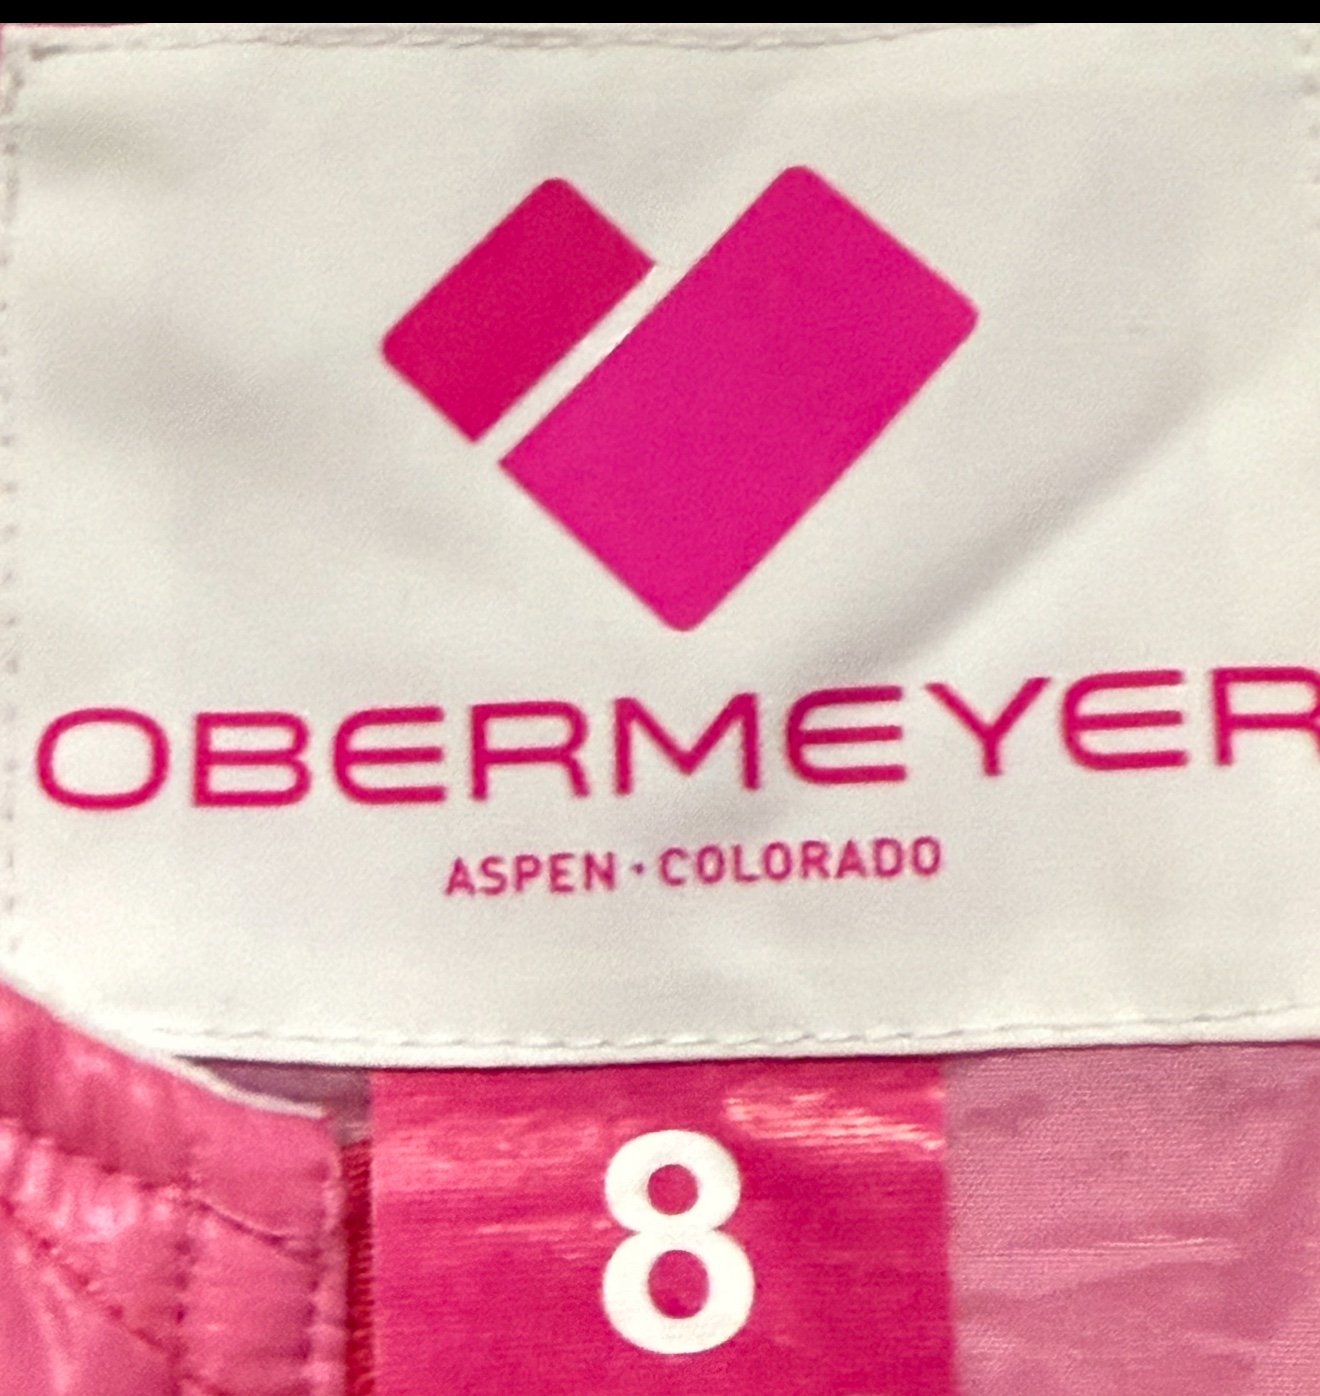 OBERMEYER
ASPEN · COLORADO
8